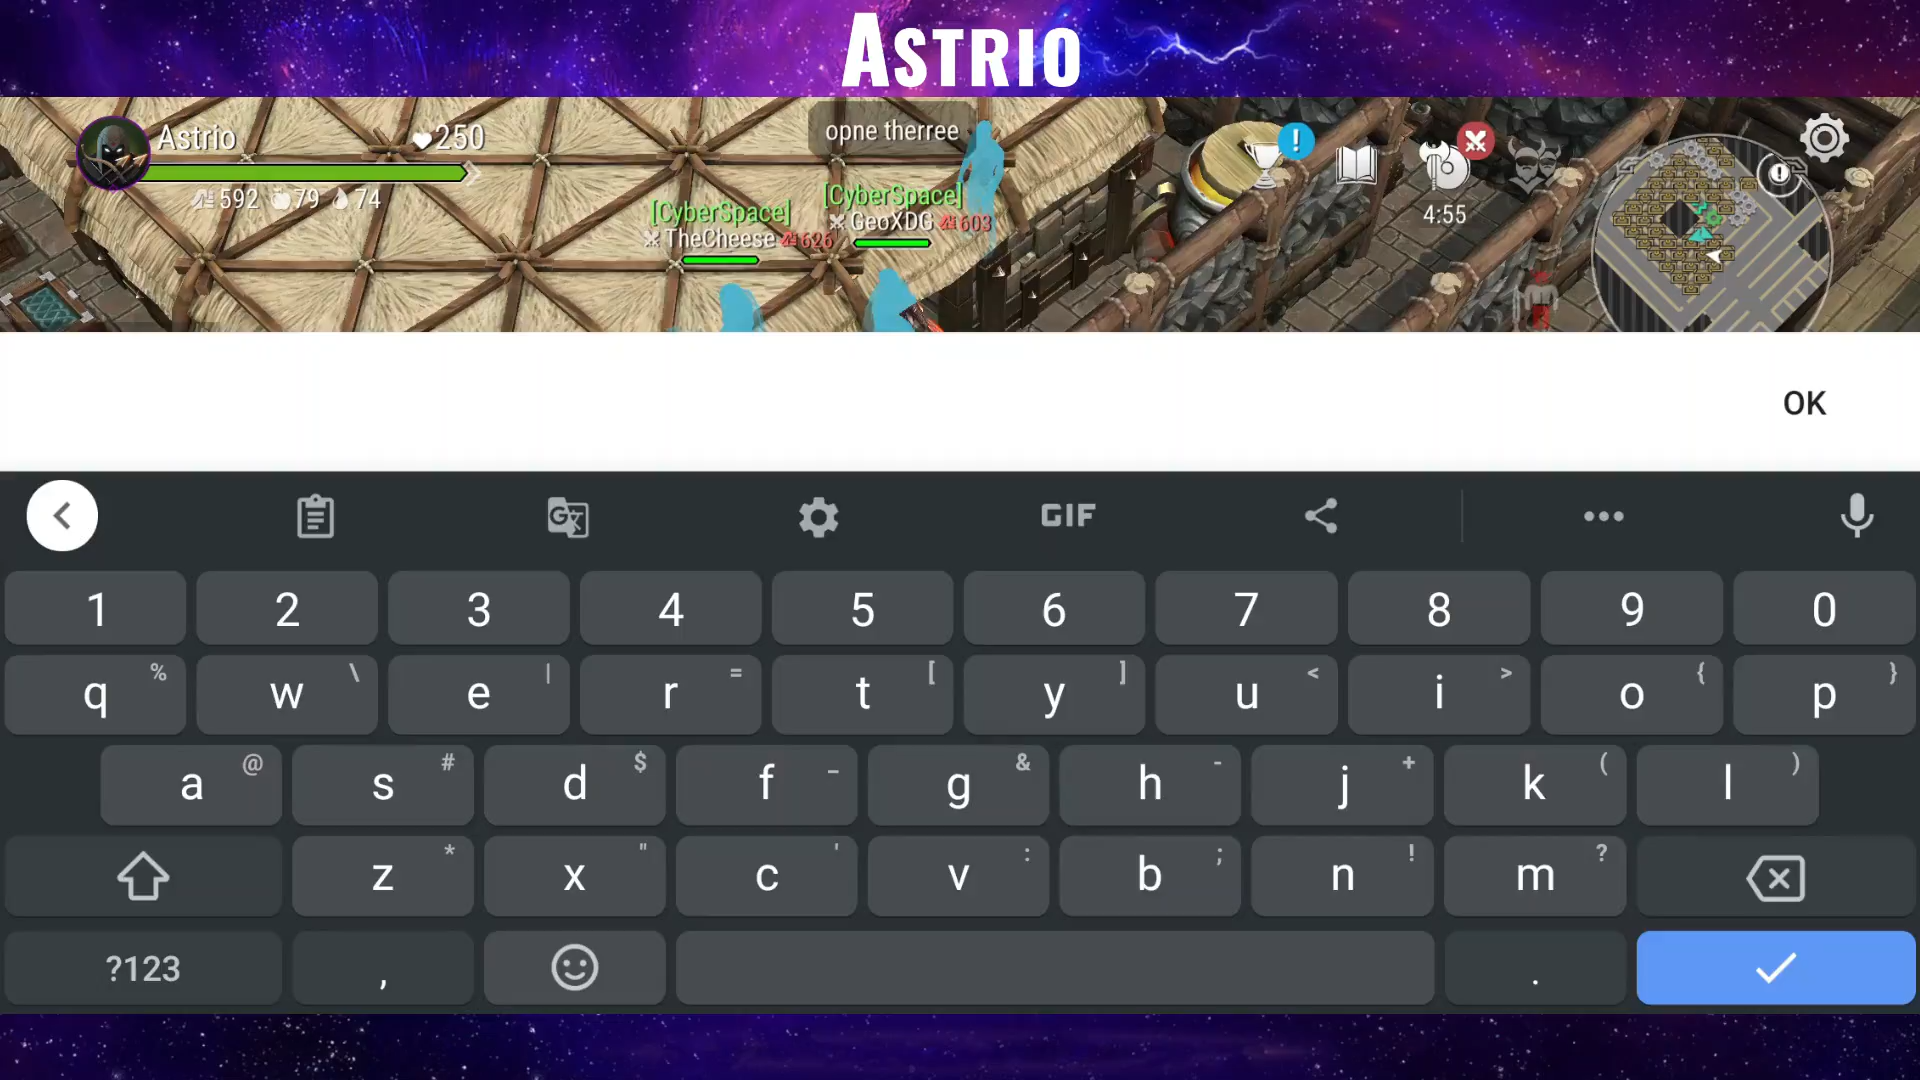 Astrio
Astrio
250
592 79 74
opne therree
[CyberSpace]
TheCheese 626
[CyberSpace]
GeoXDG 603
!
4:55
!
OK
GIF
1 2 3 4 5 6 7 8 9 0
q % w \ e | r = t [ y ] u < i > o { p }
a @ s # d $ f _ g & h - j + k ( l )
z * x " c ' v : b ; n ! m ?
?123 , .